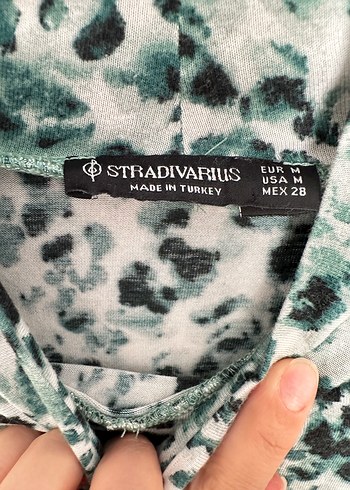 STRADIVARIUS
MADE IN TURKEY
EUR M
USA M
MEX 28